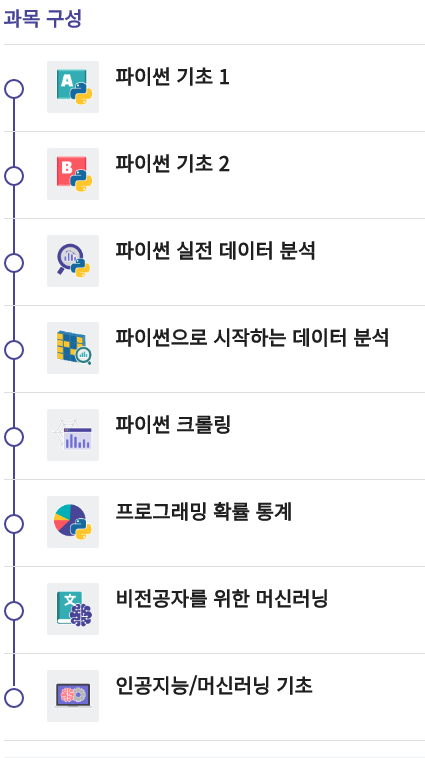 과목 구성
A
파이썬 기초 1
B
파이썬 기초 2
파이썬 실전 데이터 분석
파이썬으로 시작하는 데이터 분석
파이썬 크롤링
프로그래밍 확률 통계
文
비전공자를 위한 머신러닝
인공지능/머신러닝 기초